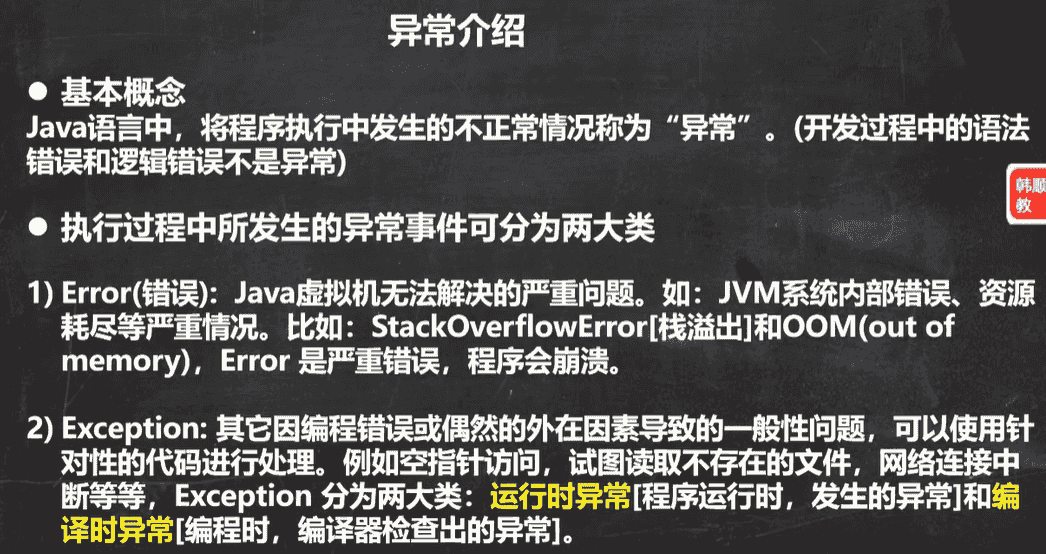 异常介绍
● 基本概念
Java语言中，将程序执行中发生的不正常情况称为“异常”。(开发过程中的语法
错误和逻辑错误不是异常)
韩顺
教
● 执行过程中所发生的异常事件可分为两大类
1) Error(错误)：Java虚拟机无法解决的严重问题。如：JVM系统内部错误、资源
耗尽等严重情况。比如：StackOverflowError[栈溢出]和OOM(out of
memory)，Error 是严重错误，程序会崩溃。
2) Exception: 其它因编程错误或偶然的外在因素导致的一般性问题，可以使用针
对性的代码进行处理。例如空指针访问，试图读取不存在的文件，网络连接中
断等等，Exception 分为两大类：运行时异常[程序运行时，发生的异常]和编
译时异常[编程时，编译器检查出的异常]。